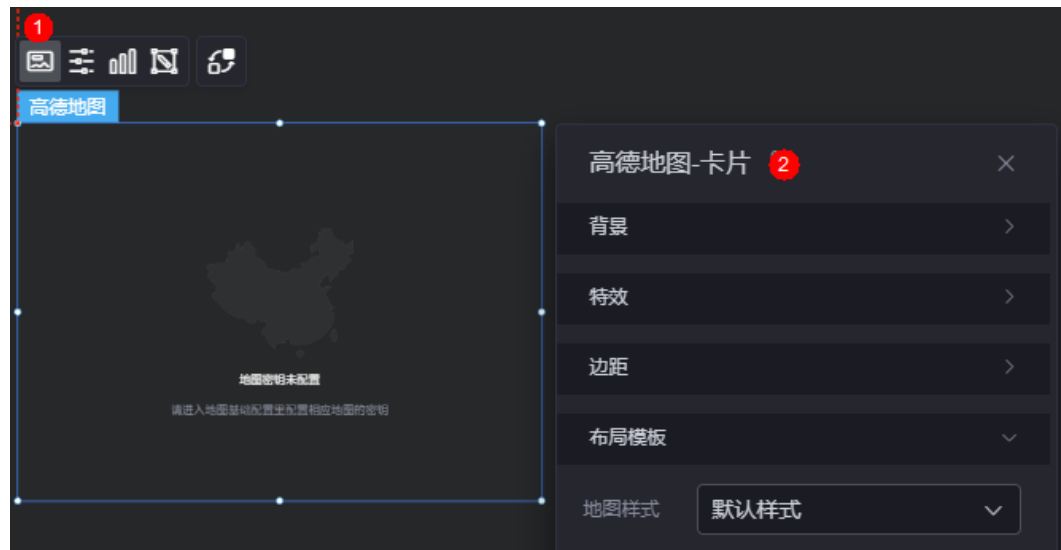 1
高德地图
高德地图-卡片 2
背景
特效
边距
地图密钥未配置
请进入地图基础配置里配置相应地图的密钥
布局模板
地图样式 默认样式